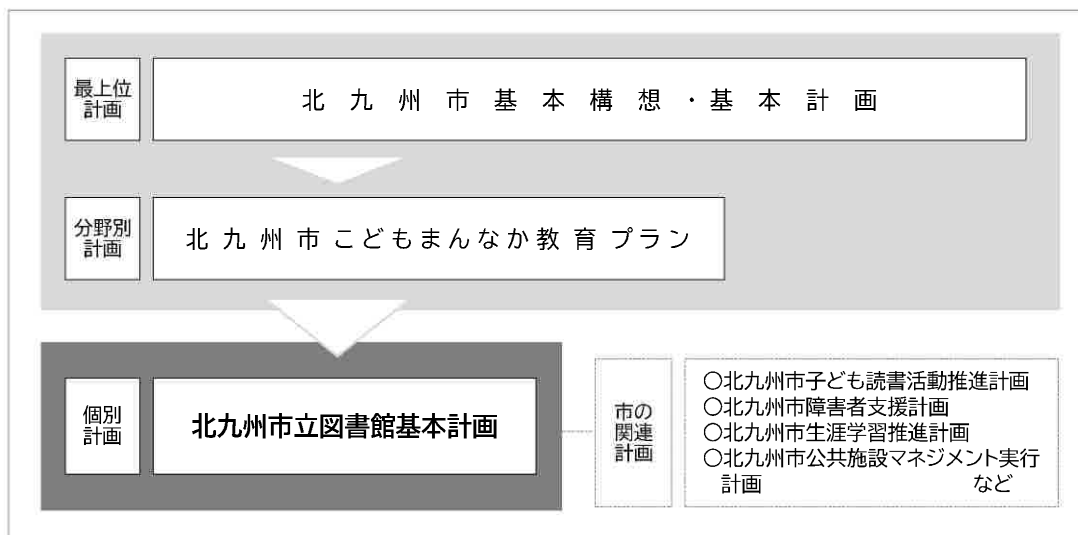 最上位
計画
北九州市基本構想・基本計画
分野別
計画
北九州市こどもまんなか教育プラン
個別
計画
北九州市立図書館基本計画
市の
関連
計画
○北九州市子ども読書活動推進計画
○北九州市障害者支援計画
○北九州市生涯学習推進計画
○北九州市公共施設マネジメント実行
計画 など